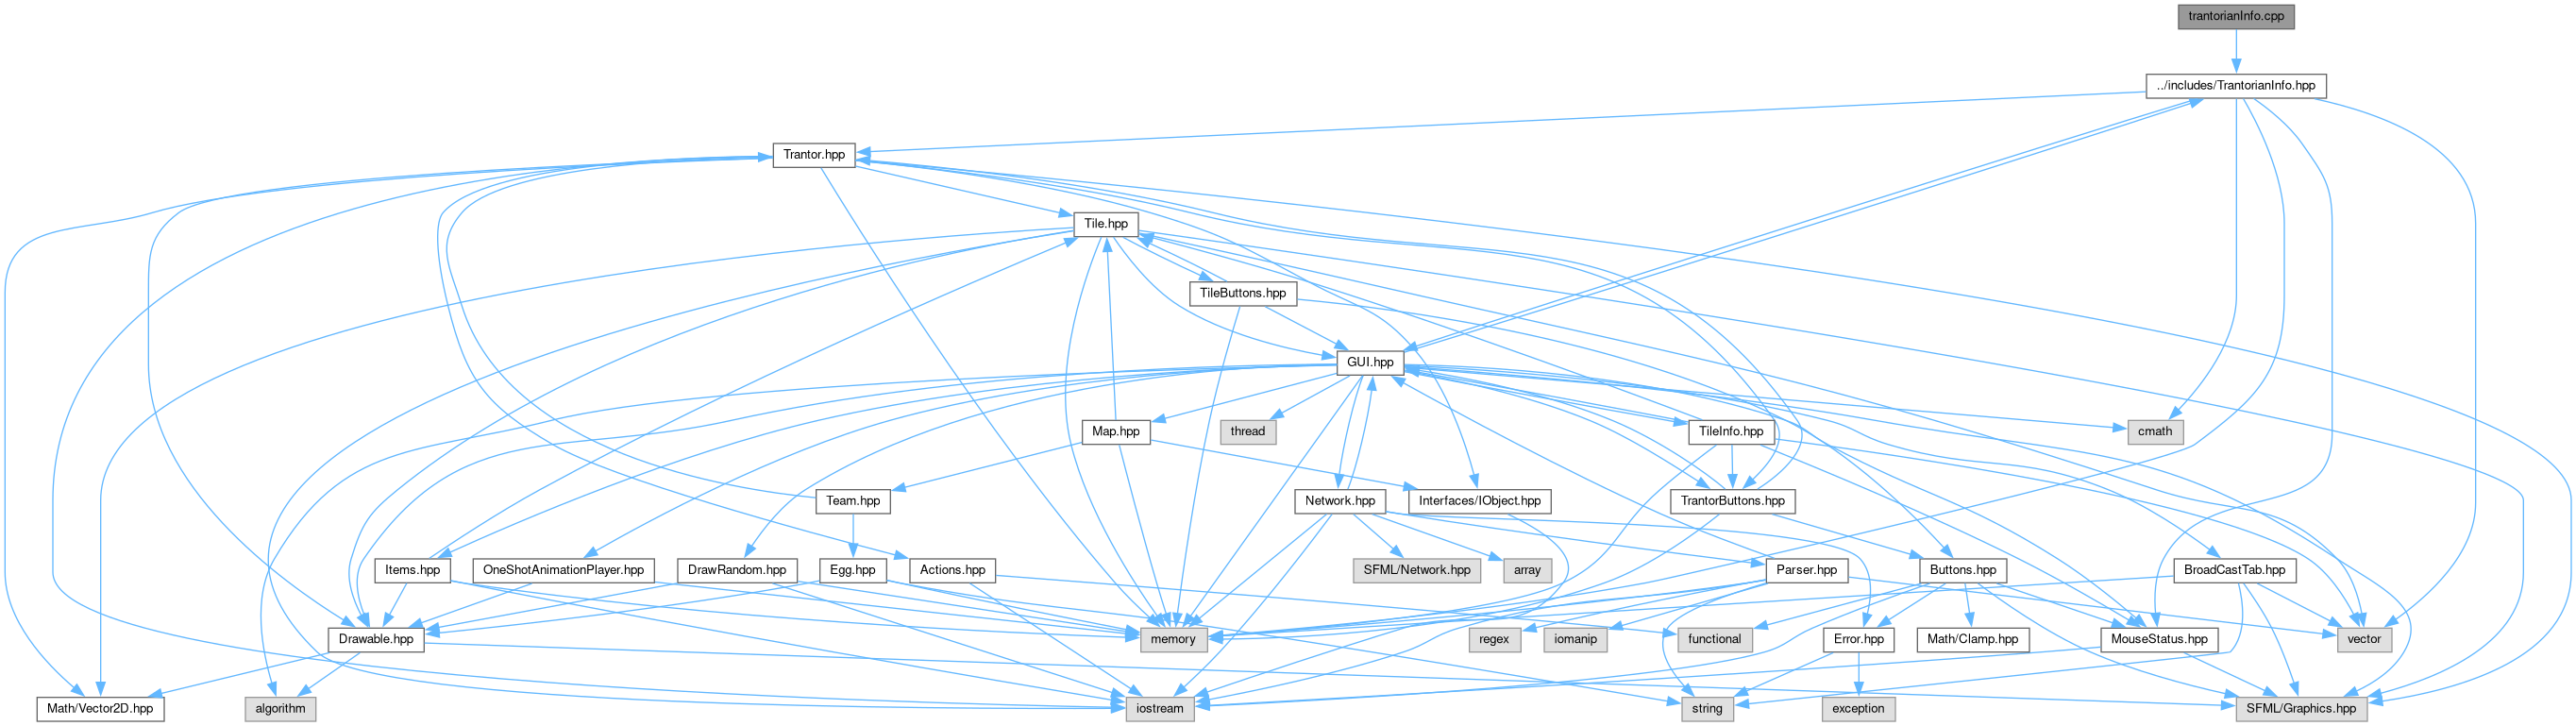 trantorianInfo.cpp
../includes/TrantorianInfo.hpp
Trantor.hpp
Tile.hpp
TileButtons.hpp
GUI.hpp
Map.hpp
thread
TileInfo.hpp
cmath
Team.hpp
Network.hpp
Interfaces/IObject.hpp
TrantorButtons.hpp
Items.hpp
OneShotAnimationPlayer.hpp
DrawRandom.hpp
Egg.hpp
Actions.hpp
SFML/Network.hpp
array
Parser.hpp
Buttons.hpp
BroadCastTab.hpp
Drawable.hpp
memory
regex
iomanip
functional
Error.hpp
Math/Clamp.hpp
MouseStatus.hpp
vector
Math/Vector2D.hpp
algorithm
iostream
string
exception
SFML/Graphics.hpp